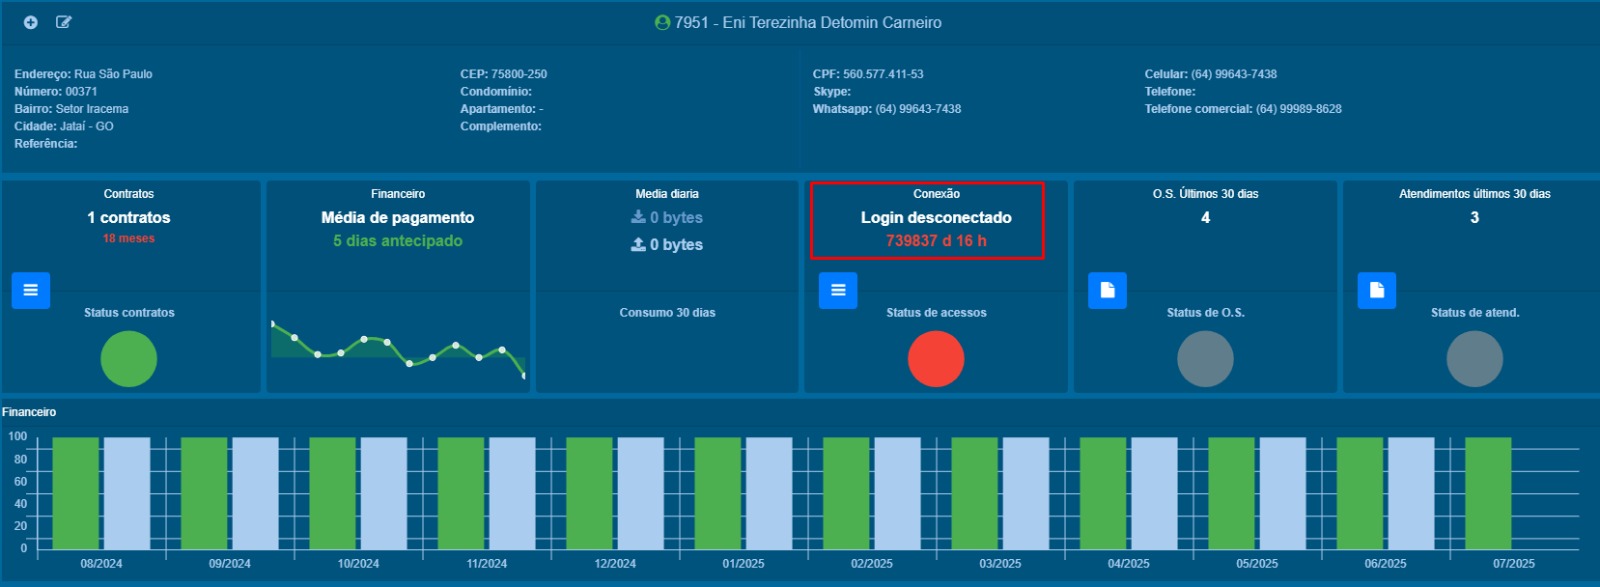 7951 - Eni Terezinha Detomin Carneiro
Endereço: Rua São Paulo
Número: 00371
Bairro: Setor Iracema
Cidade: Jataí - GO
Referência:
CEP: 75800-250
Condomínio:
Apartamento: -
Complemento:
CPF: 560.577.411-53
Skype:
Whatsapp: (64) 99643-7438
Celular: (64) 99643-7438
Telefone:
Telefone comercial: (64) 99989-8628
Contratos
1 contratos
18 meses
Status contratos
Financeiro
Média de pagamento
5 dias antecipado
Media diaria
0 bytes
0 bytes
Consumo 30 dias
Conexão
Login desconectado
739837 d 16 h
Status de acessos
O.S. Últimos 30 dias
4
Status de O.S.
Atendimentos últimos 30 dias
3
Status de atend.
Financeiro
100
80
60
40
20
0
08/2024 09/2024 10/2024 11/2024 12/2024 01/2025 02/2025 03/2025 04/2025 05/2025 06/2025 07/2025